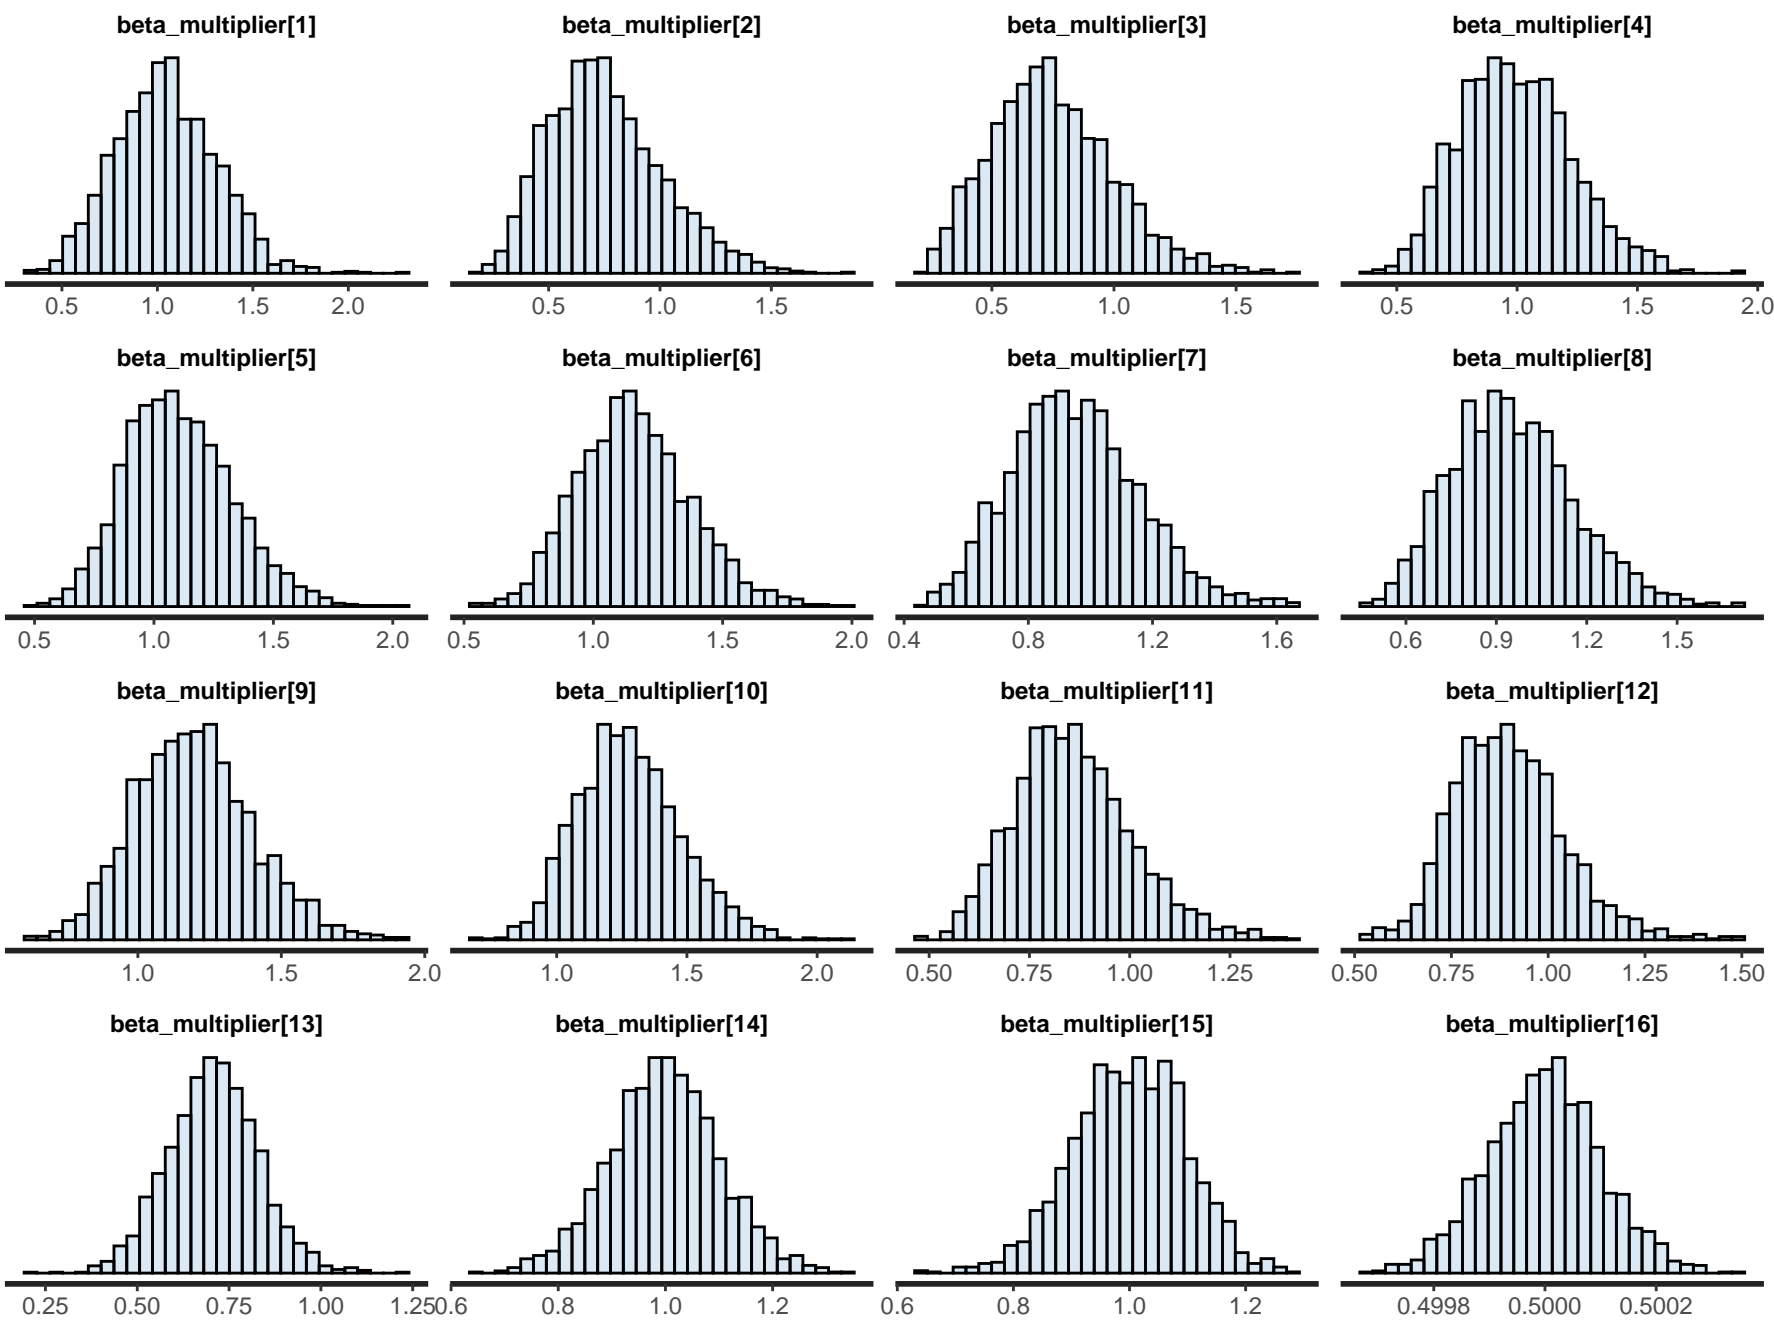 beta_multiplier[1] beta_multiplier[2] beta_multiplier[3] beta_multiplier[4]
0.5 1.0 1.5 2.0 0.5 1.0 1.5 0.5 1.0 1.5 0.5 1.0 1.5 2.0
beta_multiplier[5] beta_multiplier[6] beta_multiplier[7] beta_multiplier[8]
0.5 1.0 1.5 2.0 0.5 1.0 1.5 2.0 0.4 0.8 1.2 1.6 0.6 0.9 1.2 1.5
beta_multiplier[9] beta_multiplier[10] beta_multiplier[11] beta_multiplier[12]
1.0 1.5 2.0 1.0 1.5 2.0 0.50 0.75 1.00 1.25 0.50 0.75 1.00 1.25 1.50
beta_multiplier[13] beta_multiplier[14] beta_multiplier[15] beta_multiplier[16]
0.25 0.50 0.75 1.00 1.25 0.6 0.8 1.0 1.2 0.6 0.8 1.0 1.2 0.4998 0.5000 0.5002